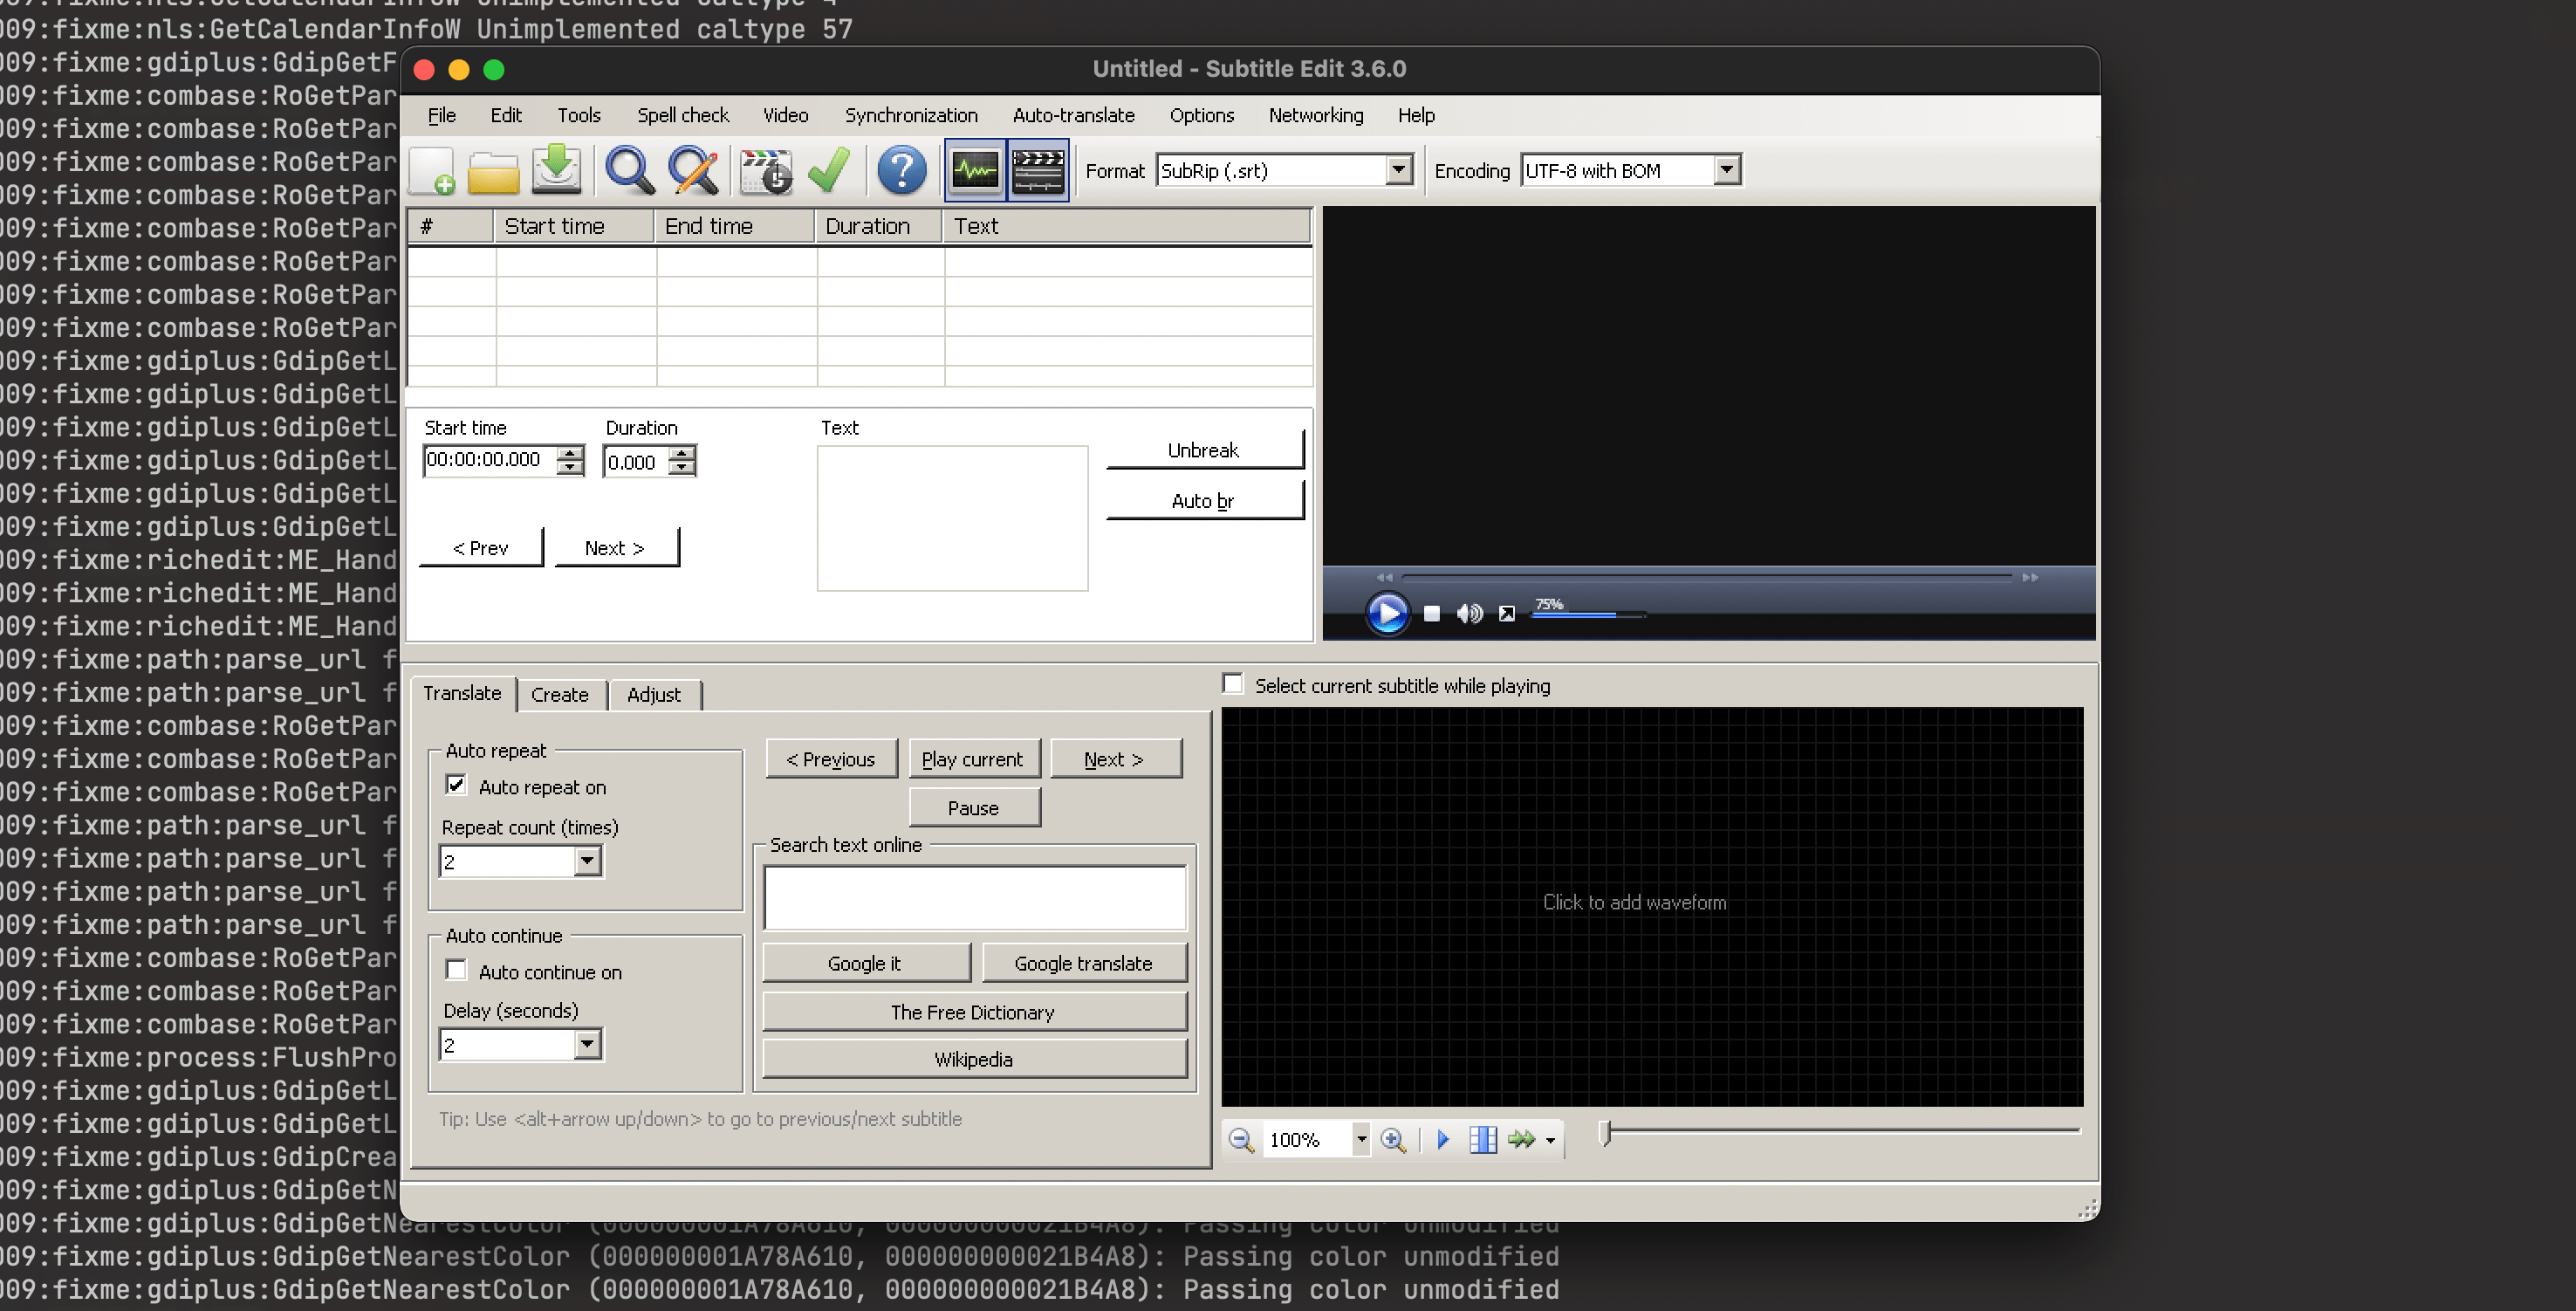 009:fixme:nls:GetCalendarInfoW Unimplemented caltype 4
009:fixme:nls:GetCalendarInfoW Unimplemented caltype 57
009:fixme:gdiplus:GdipGetF
009:fixme:combase:RoGetPar
009:fixme:combase:RoGetPar
009:fixme:combase:RoGetPar
009:fixme:combase:RoGetPar
009:fixme:combase:RoGetPar
009:fixme:combase:RoGetPar
009:fixme:combase:RoGetPar
009:fixme:combase:RoGetPar
009:fixme:gdiplus:GdipGetL
009:fixme:gdiplus:GdipGetL
009:fixme:gdiplus:GdipGetL
009:fixme:gdiplus:GdipGetL
009:fixme:gdiplus:GdipGetL
009:fixme:gdiplus:GdipGetL
009:fixme:richedit:ME_Hand
009:fixme:richedit:ME_Hand
009:fixme:richedit:ME_Hand
009:fixme:path:parse_url f
009:fixme:path:parse_url f
009:fixme:combase:RoGetPar
009:fixme:combase:RoGetPar
009:fixme:combase:RoGetPar
009:fixme:path:parse_url f
009:fixme:path:parse_url f
009:fixme:path:parse_url f
009:fixme:path:parse_url f
009:fixme:combase:RoGetPar
009:fixme:combase:RoGetPar
009:fixme:combase:RoGetPar
009:fixme:process:FlushPro
009:fixme:gdiplus:GdipGetL
009:fixme:gdiplus:GdipGetL
009:fixme:gdiplus:GdipCrea
009:fixme:gdiplus:GdipGetN
009:fixme:gdiplus:GdipGetNearestColor (000000001A78A610, 000000000021B4A8): Passing color unmodified
009:fixme:gdiplus:GdipGetNearestColor (000000001A78A610, 000000000021B4A8): Passing color unmodified
009:fixme:gdiplus:GdipGetNearestColor (000000001A78A610, 000000000021B4A8): Passing color unmodified
Untitled - Subtitle Edit 3.6.0
File Edit Tools Spell check Video Synchronization Auto-translate Options Networking Help
Format SubRip (.srt) Encoding UTF-8 with BOM
# Start time End time Duration Text
Start time Duration Text
00:00:00.000 0.000
Unbreak
Auto br
< Prev Next >
75%
Translate Create Adjust
Select current subtitle while playing
Auto repeat
Auto repeat on
Repeat count (times)
2
Auto continue
Auto continue on
Delay (seconds)
2
< Previous Play current Next >
Pause
Search text online
Google it Google translate
The Free Dictionary
Wikipedia
Tip: Use <alt+arrow up/down> to go to previous/next subtitle
Click to add waveform
100%